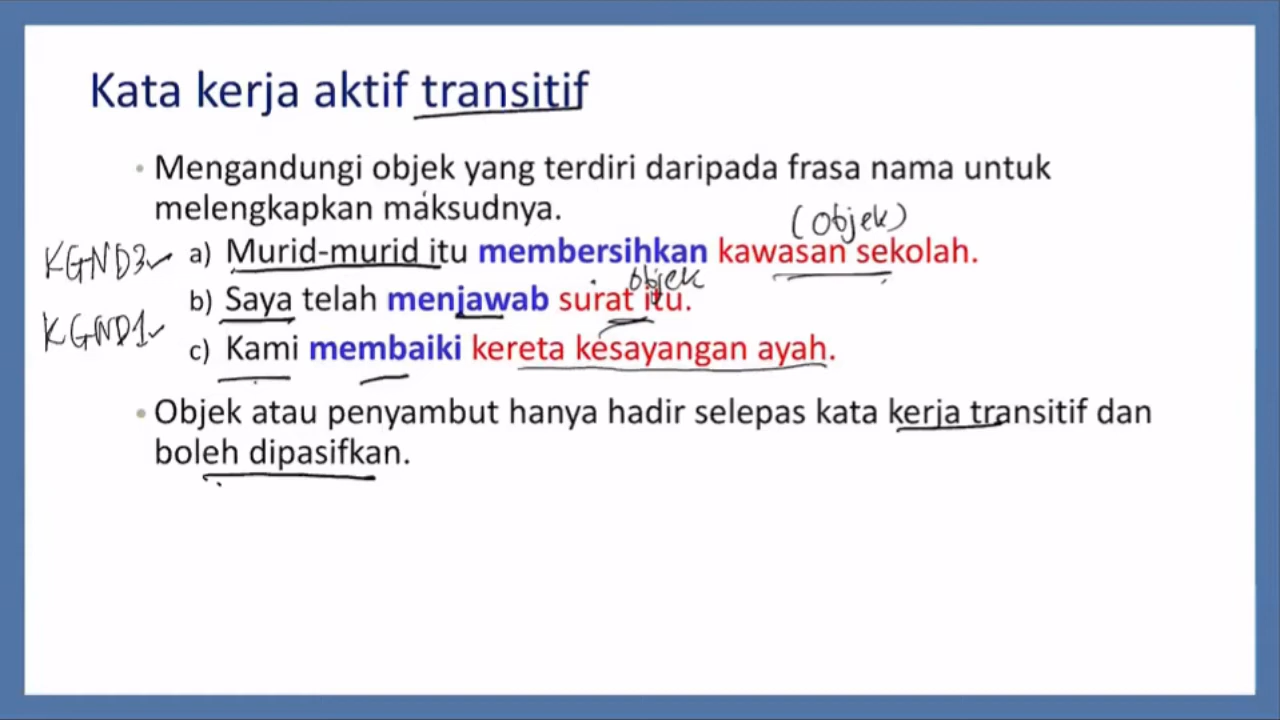 Kata kerja aktif transitif
• Mengandungi objek yang terdiri daripada frasa nama untuk
melengkapkan maksudnya.
(Objek)
KGND3 a) Murid-murid itu membersihkan kawasan sekolah.
objek
b) Saya telah menjawab surat itu.
KGND1
c) Kami membaiki kereta kesayangan ayah.
• Objek atau penyambut hanya hadir selepas kata kerja transitif dan
boleh dipasifkan.